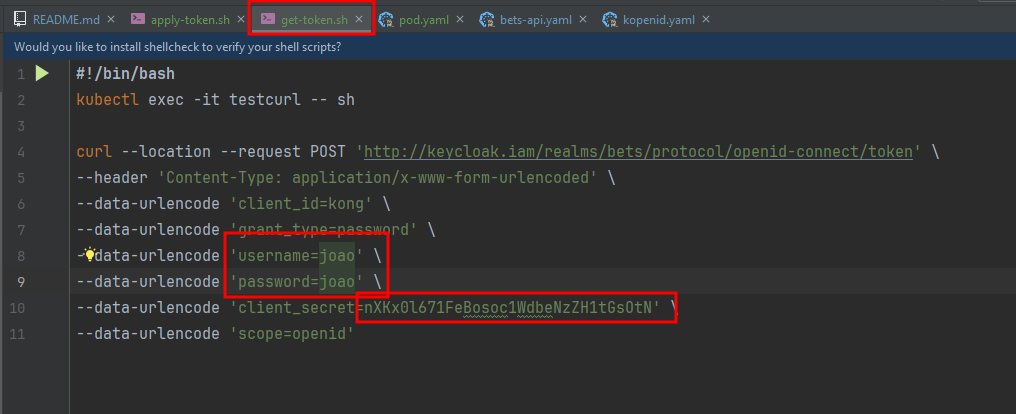 README.md apply-token.sh get-token.sh pod.yaml bets-api.yaml kopenid.yaml
Would you like to install shellcheck to verify your shell scripts?
1 #!/bin/bash
2 kubectl exec -it testcurl -- sh
3
4 curl --location --request POST 'http://keycloak.iam/realms/bets/protocol/openid-connect/token' \
5 --header 'Content-Type: application/x-www-form-urlencoded' \
6 --data-urlencode 'client_id=kong' \
7 --data-urlencode 'grant_type=password' \
8 --data-urlencode 'username=joao' \
9 --data-urlencode 'password=joao' \
10 --data-urlencode 'client_secret=nXKx0l671FeBosoc1WdbeNzZH1tGsOtN' \
11 --data-urlencode 'scope=openid'